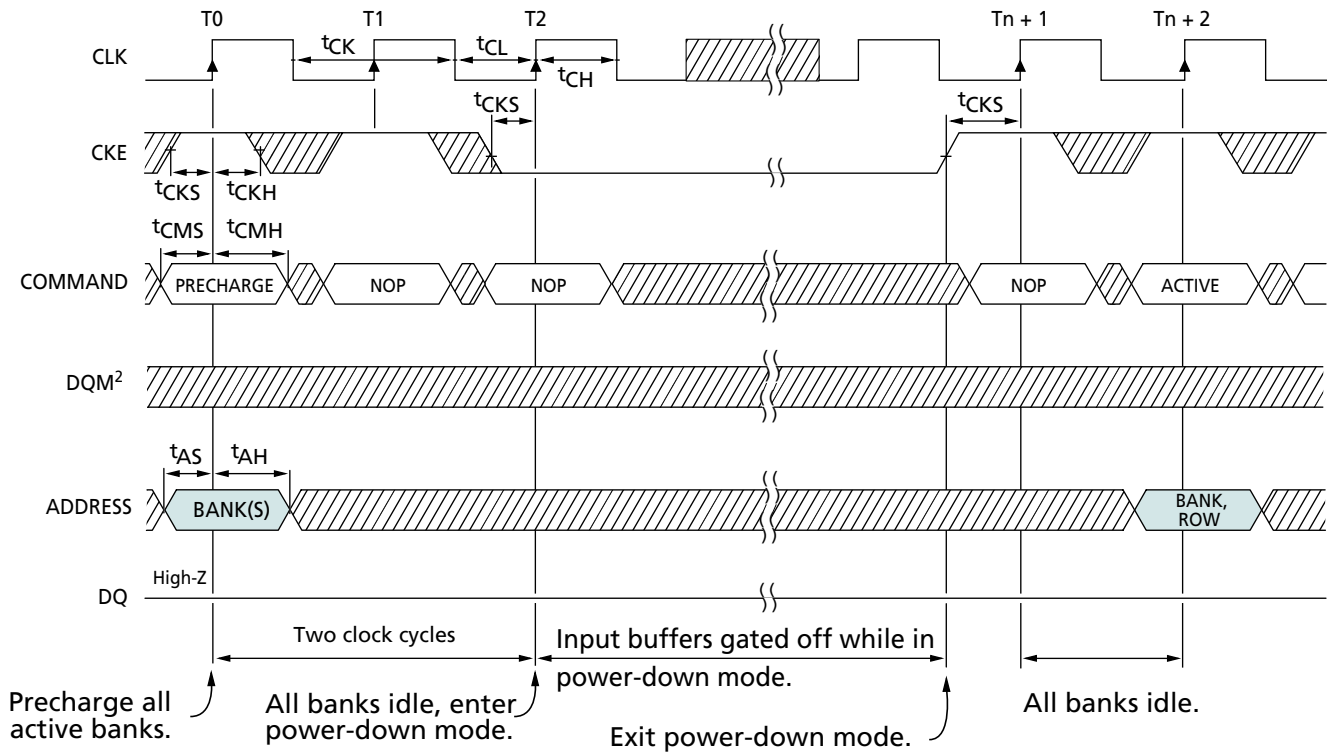 T0 T1 T2 Tn + 1 Tn + 2
CLK tCK tCL tCH
tCKS tCKS
CKE
tCKS tCKH
tCMS tCMH
COMMAND PRECHARGE NOP NOP NOP ACTIVE
DQM2
tAS tAH
ADDRESS BANK(S) BANK,
ROW
High-Z
DQ
Two clock cycles
Input buffers gated off while in
power-down mode.
Precharge all
active banks.
All banks idle, enter
power-down mode.
Exit power-down mode.
All banks idle.